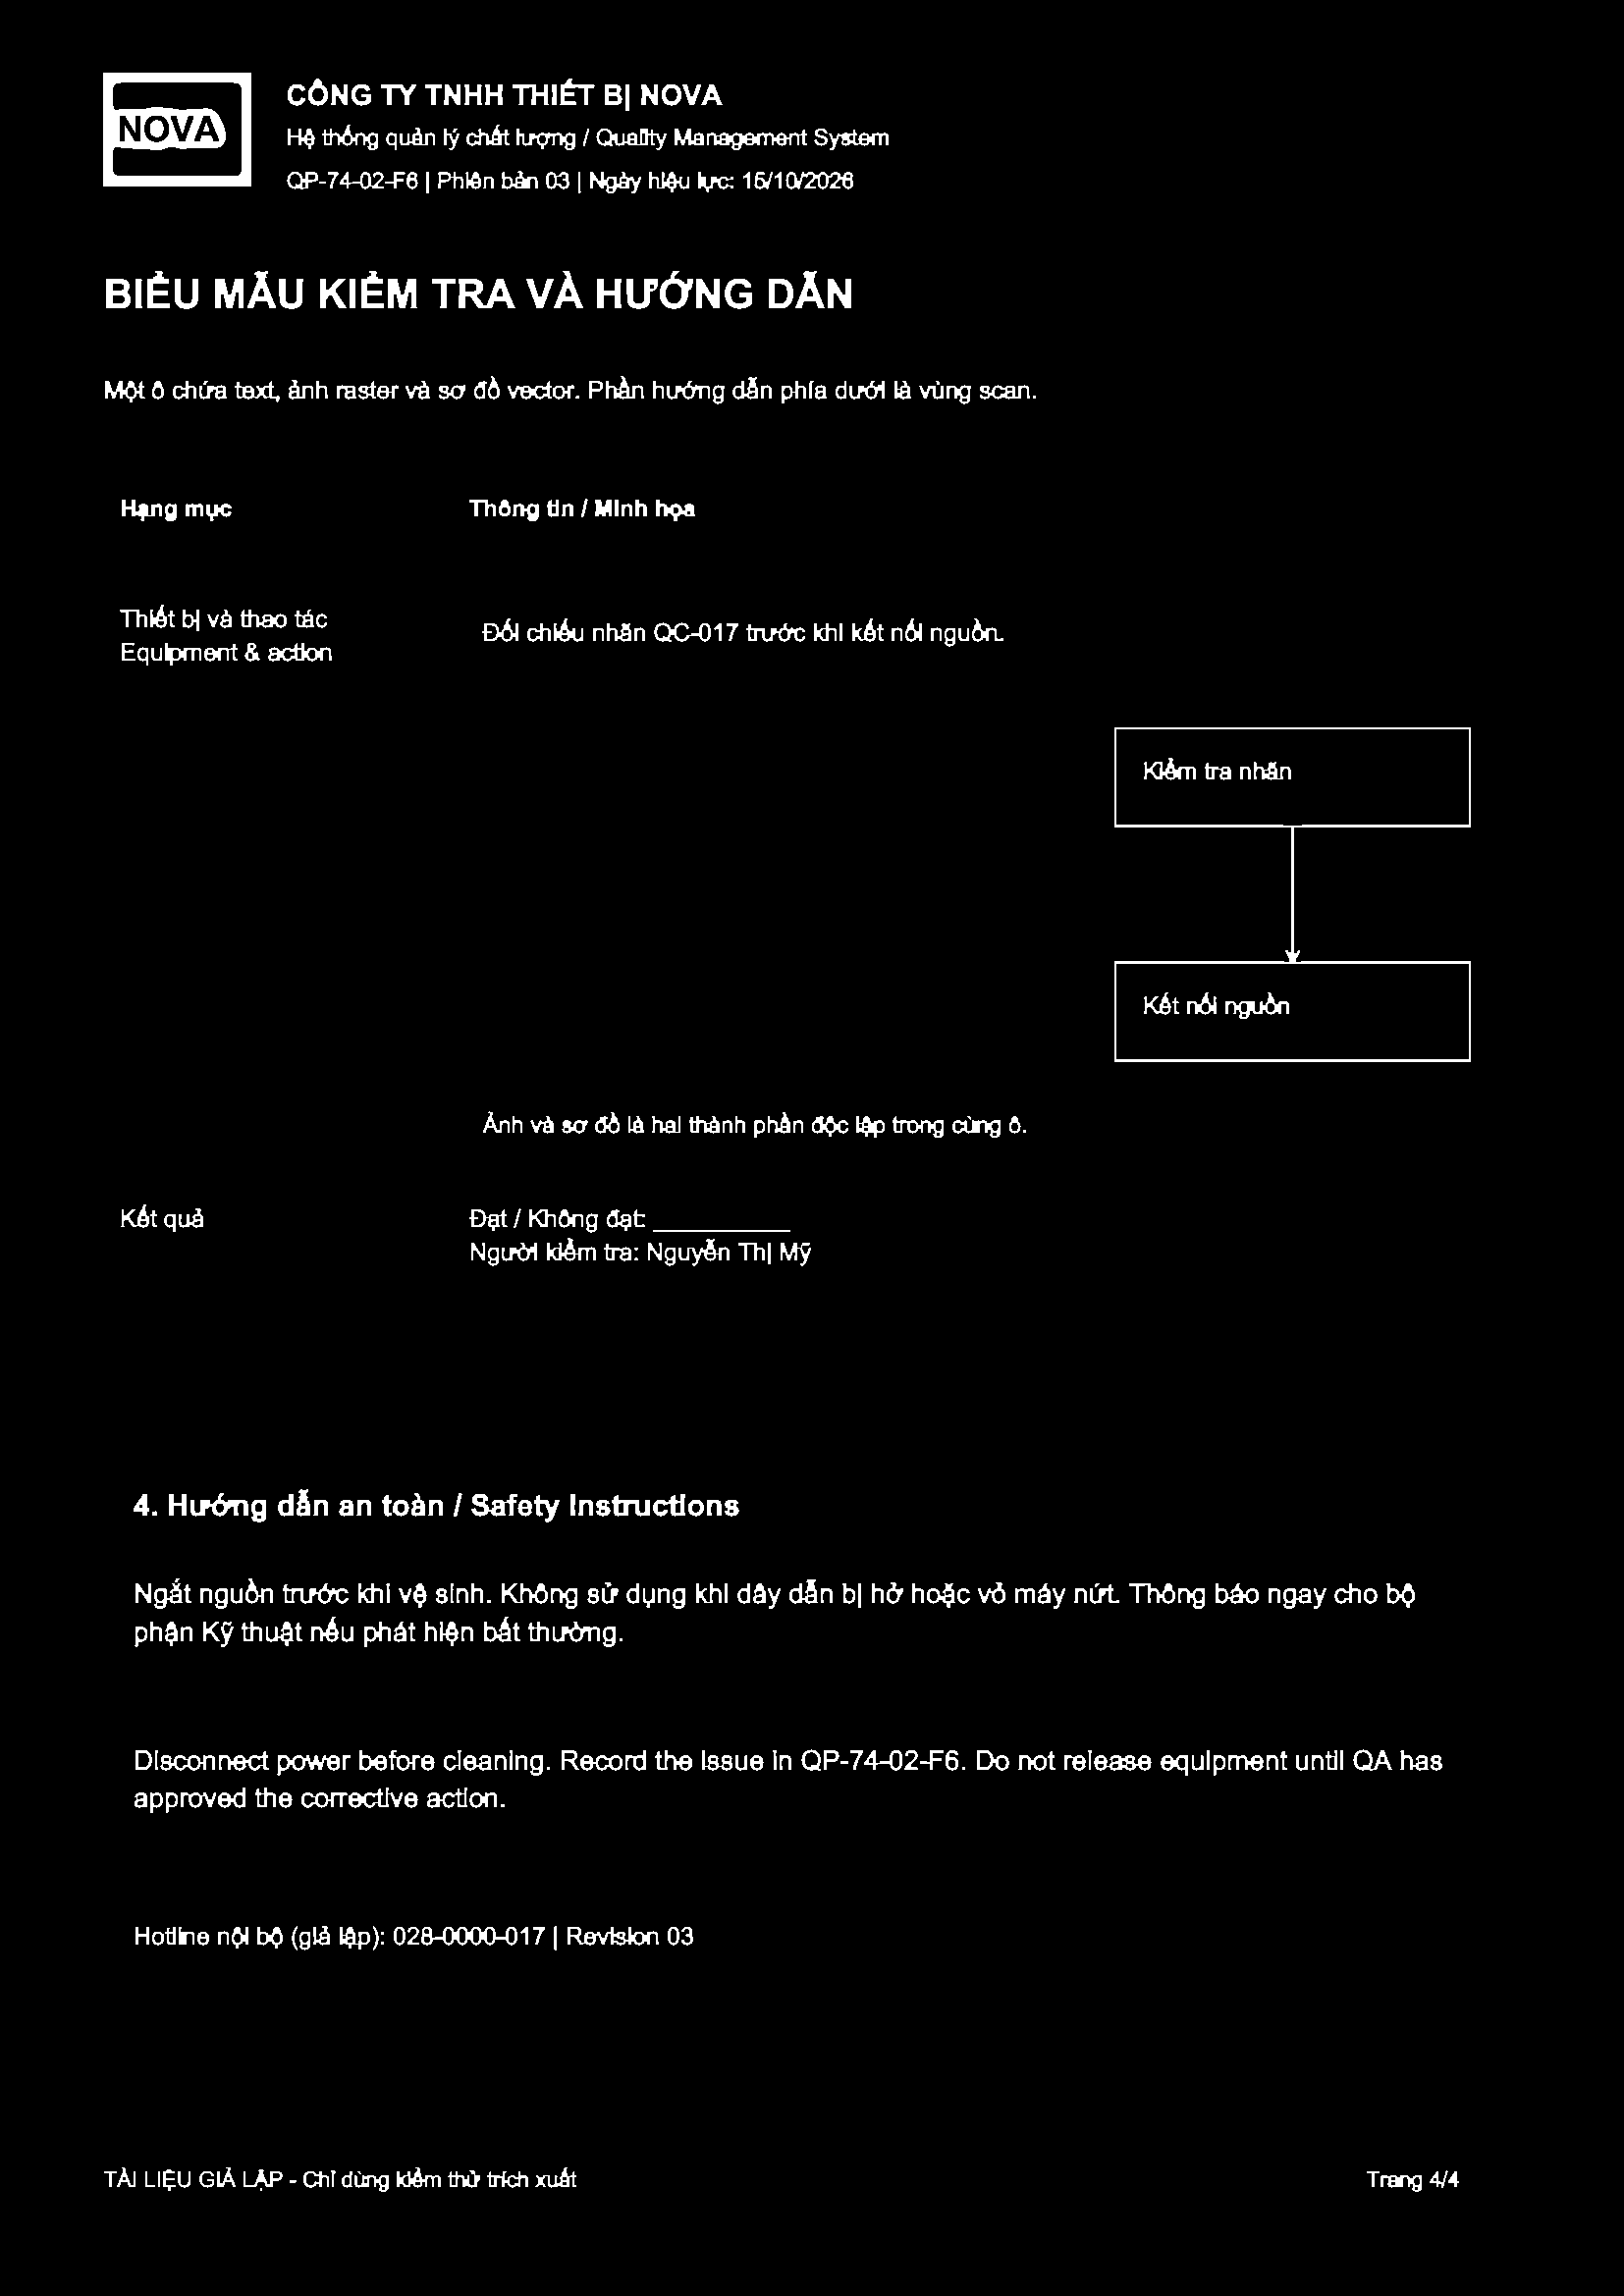 NOVA
CÔNG TY TNHH THIẾT BỊ NOVA
Hệ thống quản lý chất lượng / Quality Management System
QP-74-02-F6 | Phiên bản 03 | Ngày hiệu lực: 15/10/2026
BIỂU MẪU KIỂM TRA VÀ HƯỚNG DẪN
Một ô chứa text, ảnh raster và sơ đồ vector. Phần hướng dẫn phía dưới là vùng scan.
Hạng mục
Thông tin / Minh họa
Thiết bị và thao tác
Equipment & action
Đối chiếu nhãn QC-017 trước khi kết nối nguồn.
Kiểm tra nhãn
Kết nối nguồn
Ảnh và sơ đồ là hai thành phần độc lập trong cùng ô.
Kết quả
Đạt / Không đạt: __________
Người kiểm tra: Nguyễn Thị Mỹ
4. Hướng dẫn an toàn / Safety Instructions
Ngắt nguồn trước khi vệ sinh. Không sử dụng khi dây dẫn bị hở hoặc vỏ máy nứt. Thông báo ngay cho bộ
phận Kỹ thuật nếu phát hiện bất thường.
Disconnect power before cleaning. Record the issue in QP-74-02-F6. Do not release equipment until QA has
approved the corrective action.
Hotline nội bộ (giả lập): 028-0000-017 | Revision 03
TÀI LIỆU GIẢ LẬP - Chỉ dùng kiểm thử trích xuất
Trang 4/4